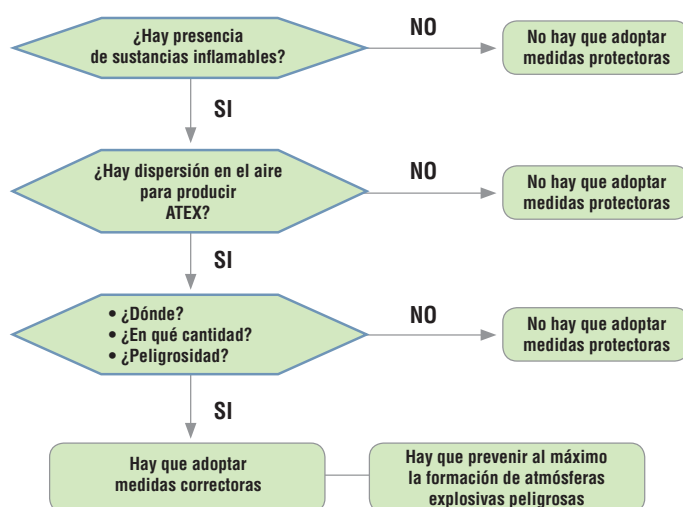 ¿Hay presencia
de sustancias inflamables?
NO
No hay que adoptar
medidas protectoras
SI
¿Hay dispersión en el aire
para producir
ATEX?
NO
No hay que adoptar
medidas protectoras
SI
• ¿Dónde?
• ¿En qué cantidad?
• ¿Peligrosidad?
NO
No hay que adoptar
medidas protectoras
SI
Hay que adoptar
medidas correctoras
Hay que prevenir al máximo
la formación de atmósferas
explosivas peligrosas